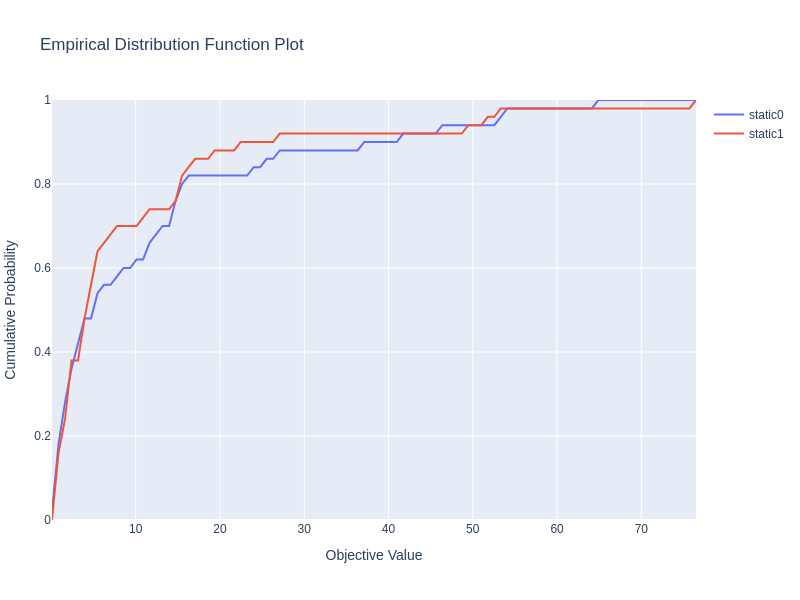 Empirical Distribution Function Plot
static0
static1
Cumulative Probability
1
0.8
0.6
0.4
0.2
0
10
20
30
40
50
60
70
Objective Value